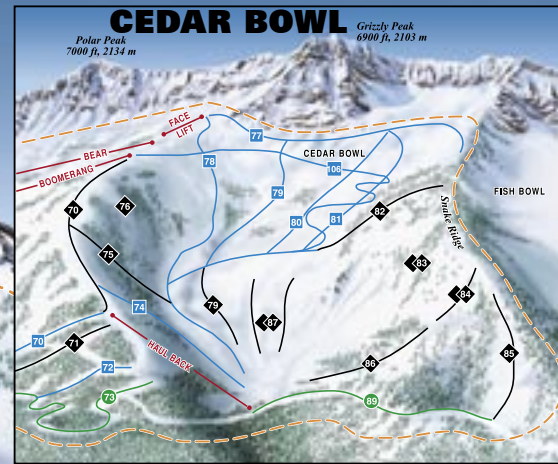 CEDAR BOWL
Polar Peak
7000 ft, 2134 m
Grizzly Peak
6900 ft, 2103 m
FACE
LIFT
BEAR
BOOMERANG
77
CEDAR BOWL
78
106
79
FISH BOWL
70
76
80
81
82
Snake Ridge
75
83
74
79
84
87
70
71
HAUL BACK
85
72
86
73
89